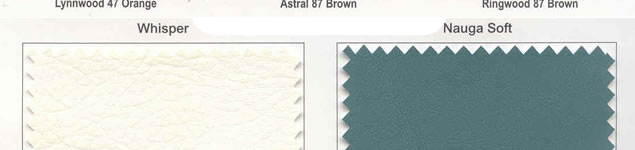 Lynnwood 47 Orange Astral 87 Brown Ringwood 87 Brown
Whisper Nauga Soft